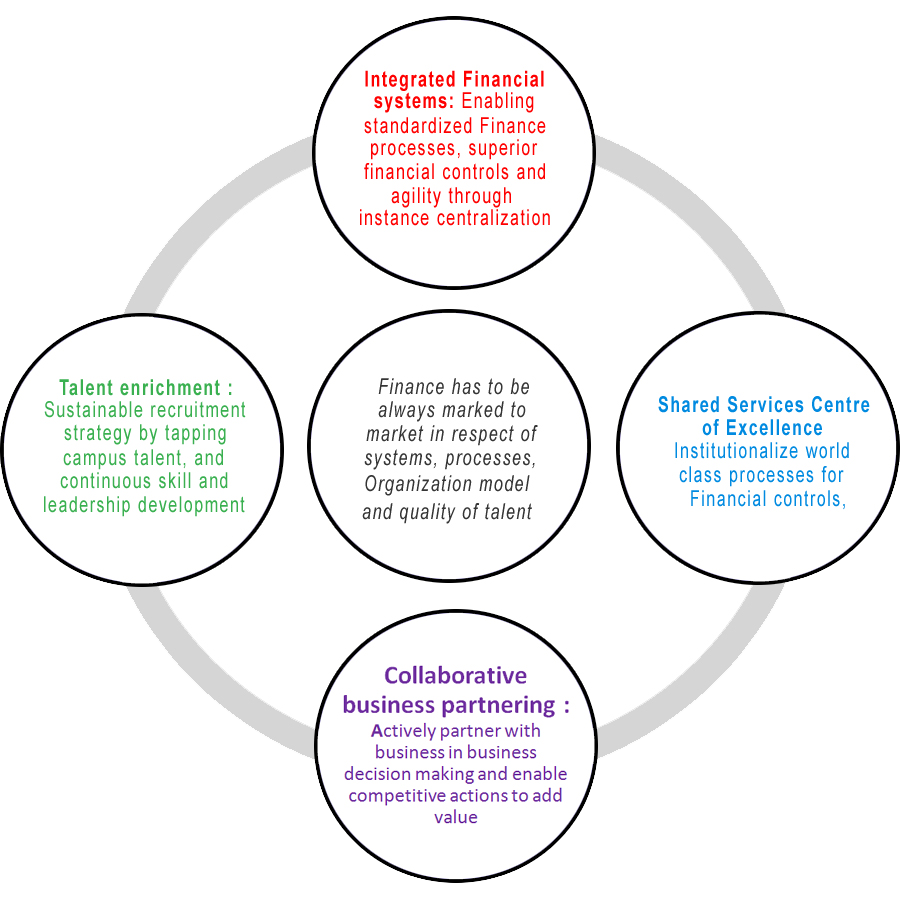 Integrated Financial
systems: Enabling
standardized Finance
processes, superior
financial controls and
agility through
instance centralization
Talent enrichment :
Sustainable recruitment
strategy by tapping
campus talent, and
continuous skill and
leadership development
Finance has to be
always marked to
market in respect of
systems, processes,
Organization model
and quality of talent
Shared Services Centre
of Excellence
Institutionalize world
class processes for
Financial controls,
Collaborative
business partnering :
Actively partner with
business in business
decision making and enable
competitive actions to add
value